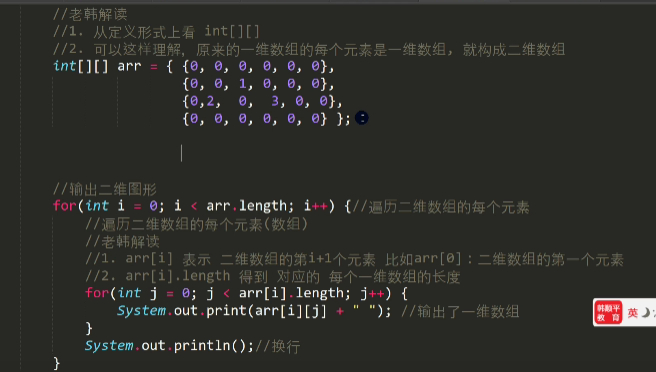 //老韩解读
//1. 从定义形式上看 int[][]
//2. 可以这样理解, 原来的一维数组的每个元素是一维数组, 就构成二维数组
int[][] arr = { {0, 0, 0, 0, 0, 0},
{0, 0, 1, 0, 0, 0},
{0,2, 0, 3, 0, 0},
{0, 0, 0, 0, 0, 0} };
//输出二维图形
for(int i = 0; i < arr.length; i++) {//遍历二维数组的每个元素
//遍历二维数组的每个元素(数组)
//老韩解读
//1. arr[i] 表示 二维数组的第i+1个元素 比如arr[0]：二维数组的第一个元素
//2. arr[i].length 得到 对应的 每个一维数组的长度
for(int j = 0; j < arr[i].length; j++) {
System.out.print(arr[i][j] + " "); //输出了一维数组
}
System.out.println();//换行
}
韩顺平
教育
英